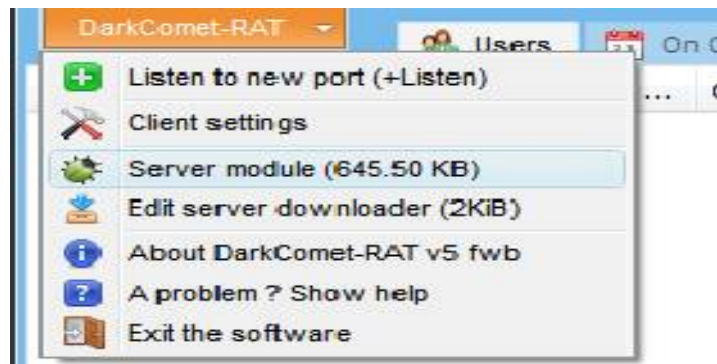 DarkComet-RAT
Users
On
Listen to new port (+Listen)
...
Client settings
Server module (645.50 KB)
Edit server downloader (2KiB)
About DarkComet-RAT v5 fwb
A problem ? Show help
Exit the software